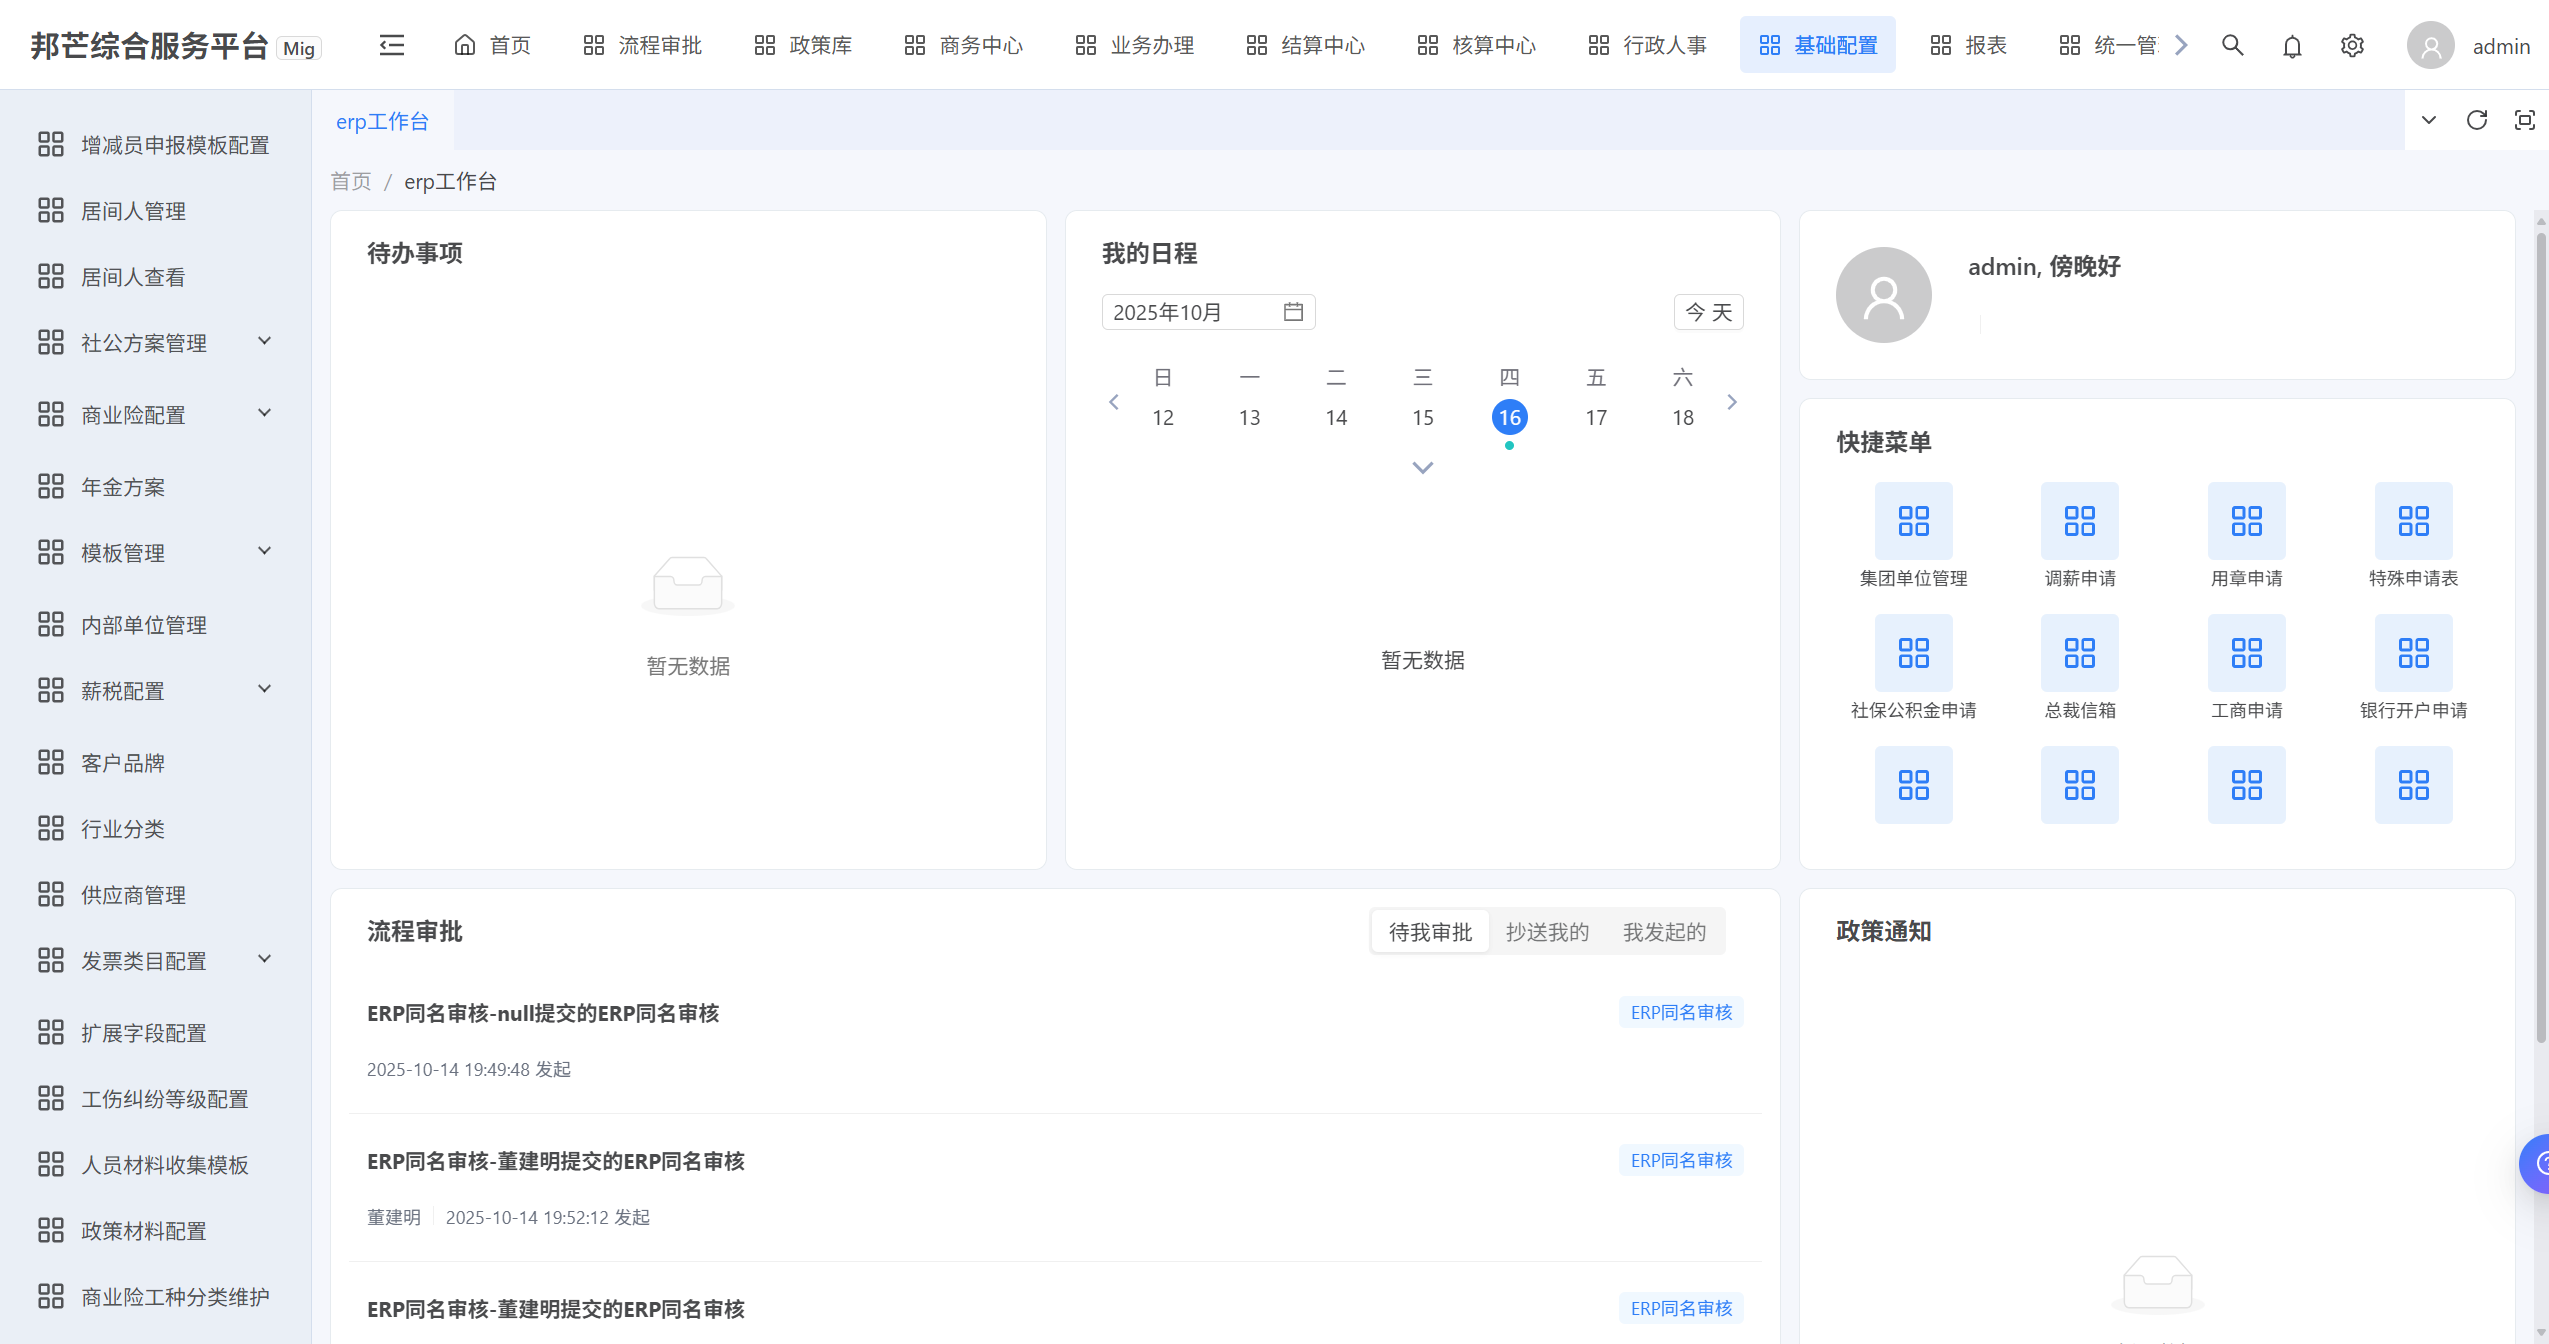 邦芒综合服务平台 Mig
首页 流程审批 政策库 商务中心 业务办理 结算中心 核算中心 行政人事 基础配置 报表 统一管 admin
增减员申报模板配置
居间人管理
居间人查看
社公方案管理
商业险配置
年金方案
模板管理
内部单位管理
薪税配置
客户品牌
行业分类
供应商管理
发票类目配置
扩展字段配置
工伤纠纷等级配置
人员材料收集模板
政策材料配置
商业险工种分类维护
erp工作台
首页 / erp工作台
待办事项
暂无数据
我的日程
2025年10月 今天
日 一 二 三 四 五 六
12 13 14 15 16 17 18
暂无数据
admin, 傍晚好
快捷菜单
集团单位管理 调薪申请 用章申请 特殊申请表
社保公积金申请 总裁信箱 工商申请 银行开户申请
流程审批 待我审批 抄送我的 我发起的
ERP同名审核-null提交的ERP同名审核 ERP同名审核
2025-10-14 19:49:48 发起
ERP同名审核-董建明提交的ERP同名审核 ERP同名审核
董建明 2025-10-14 19:52:12 发起
ERP同名审核-董建明提交的ERP同名审核 ERP同名审核
政策通知